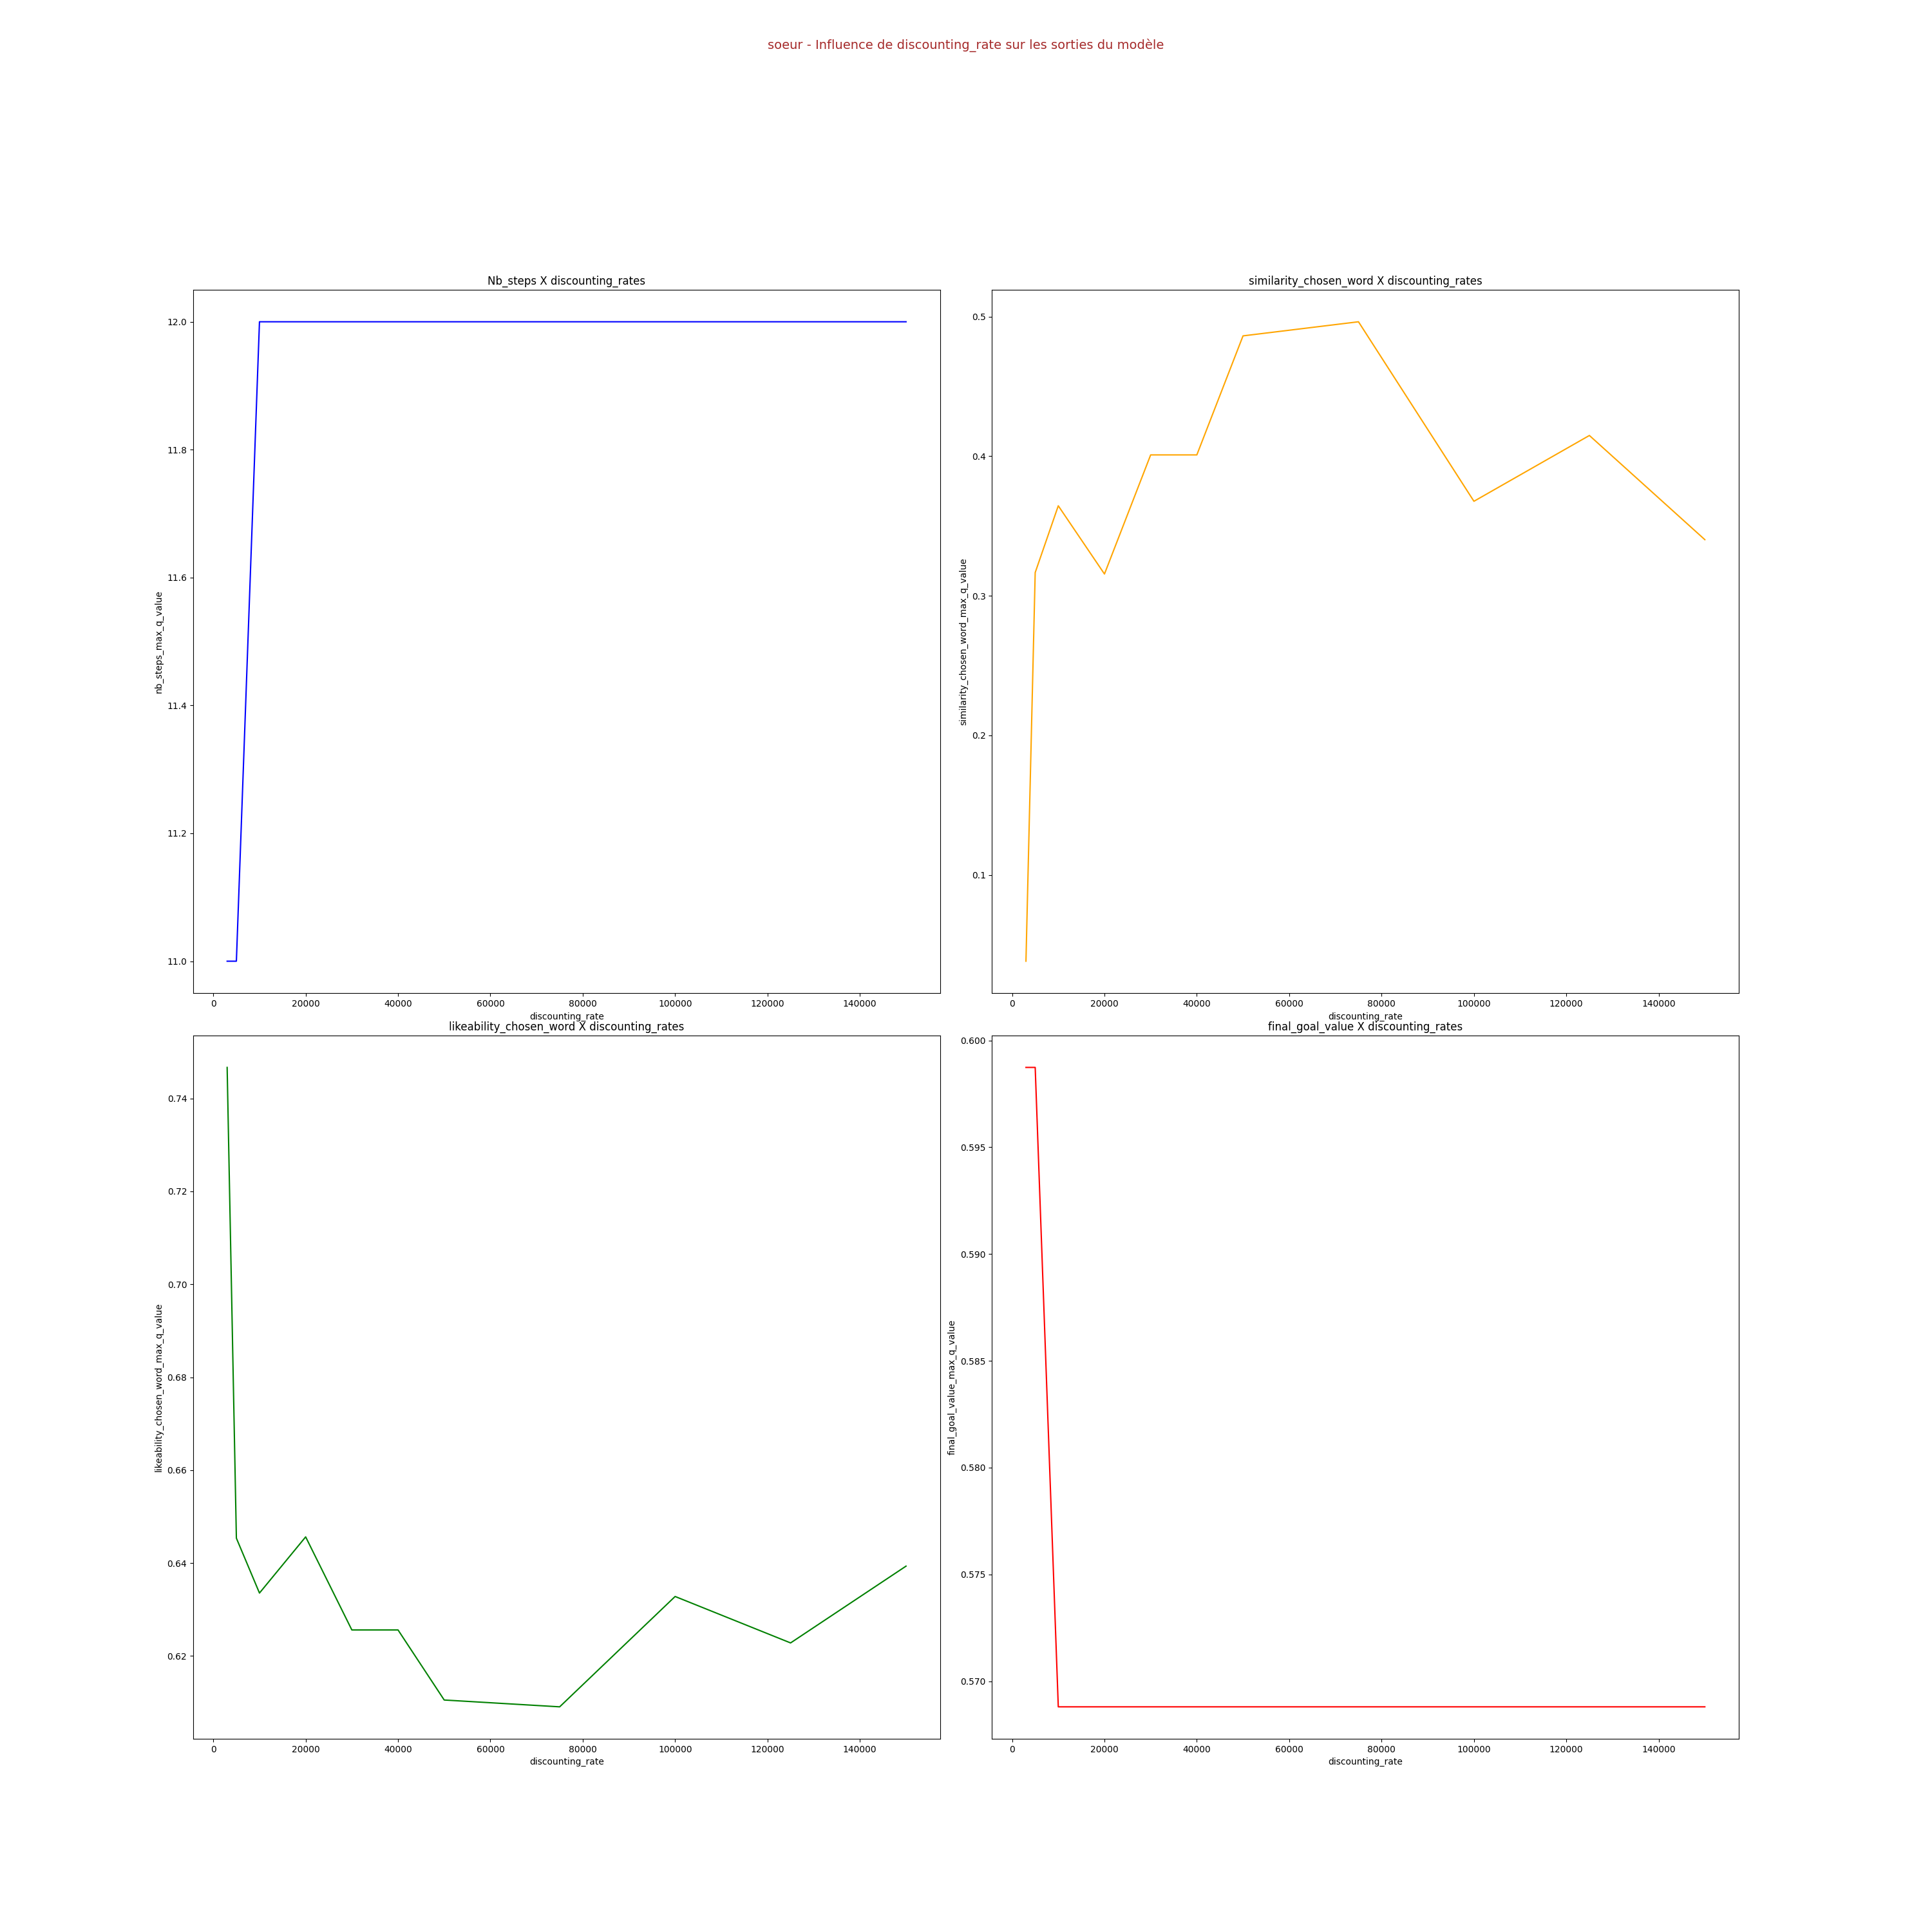 soeur - Influence de discounting_rate sur les sorties du modèle
Nb_steps X discounting_rates
12.0
11.8
11.6
11.4
11.2
11.0
nb_steps_max_q_value
0 20000 40000 60000 80000 100000 120000 140000
discounting_rate
similarity_chosen_word X discounting_rates
0.5
0.4
0.3
0.2
0.1
similarity_chosen_word_max_q_value
0 20000 40000 60000 80000 100000 120000 140000
discounting_rate
likeability_chosen_word X discounting_rates
0.74
0.72
0.70
0.68
0.66
0.64
0.62
likeability_chosen_word_max_q_value
0 20000 40000 60000 80000 100000 120000 140000
discounting_rate
final_goal_value X discounting_rates
0.600
0.595
0.590
0.585
0.580
0.575
0.570
final_goal_value_max_q_value
0 20000 40000 60000 80000 100000 120000 140000
discounting_rate